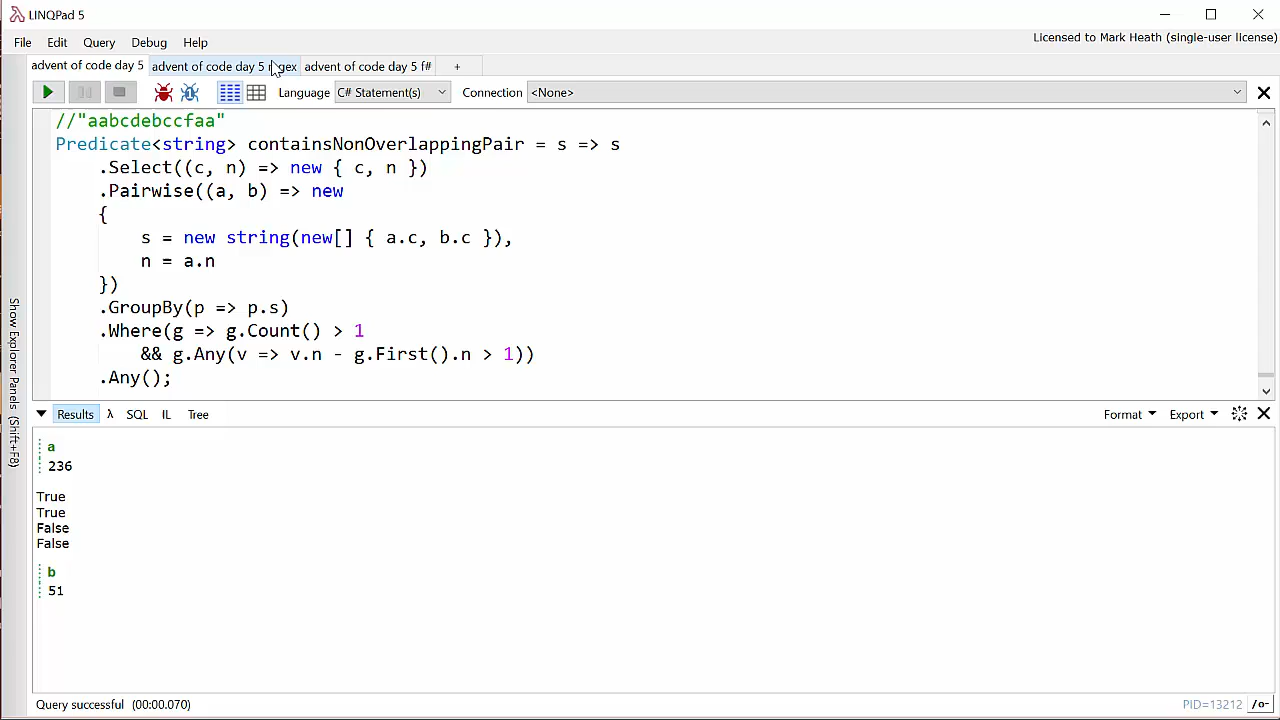 LINQPad 5
File Edit Query Debug Help
Licensed to Mark Heath (single-user license)
advent of code day 5 advent of code day 5 regex advent of code day 5 f# +
Language C# Statement(s) Connection <None>
//"aabcdebccfaa"
Predicate<string> containsNonOverlappingPair = s => s
.Select((c, n) => new { c, n })
.Pairwise((a, b) => new
{
s = new string(new[] { a.c, b.c }),
n = a.n
})
.GroupBy(p => p.s)
.Where(g => g.Count() > 1
&& g.Any(v => v.n - g.First().n > 1))
.Any();
Show Explorer Panels (Shift+F8)
Results λ SQL IL Tree
Format Export
a
236
True
True
False
False
b
51
Query successful (00:00.070)
PID=13212 /o-